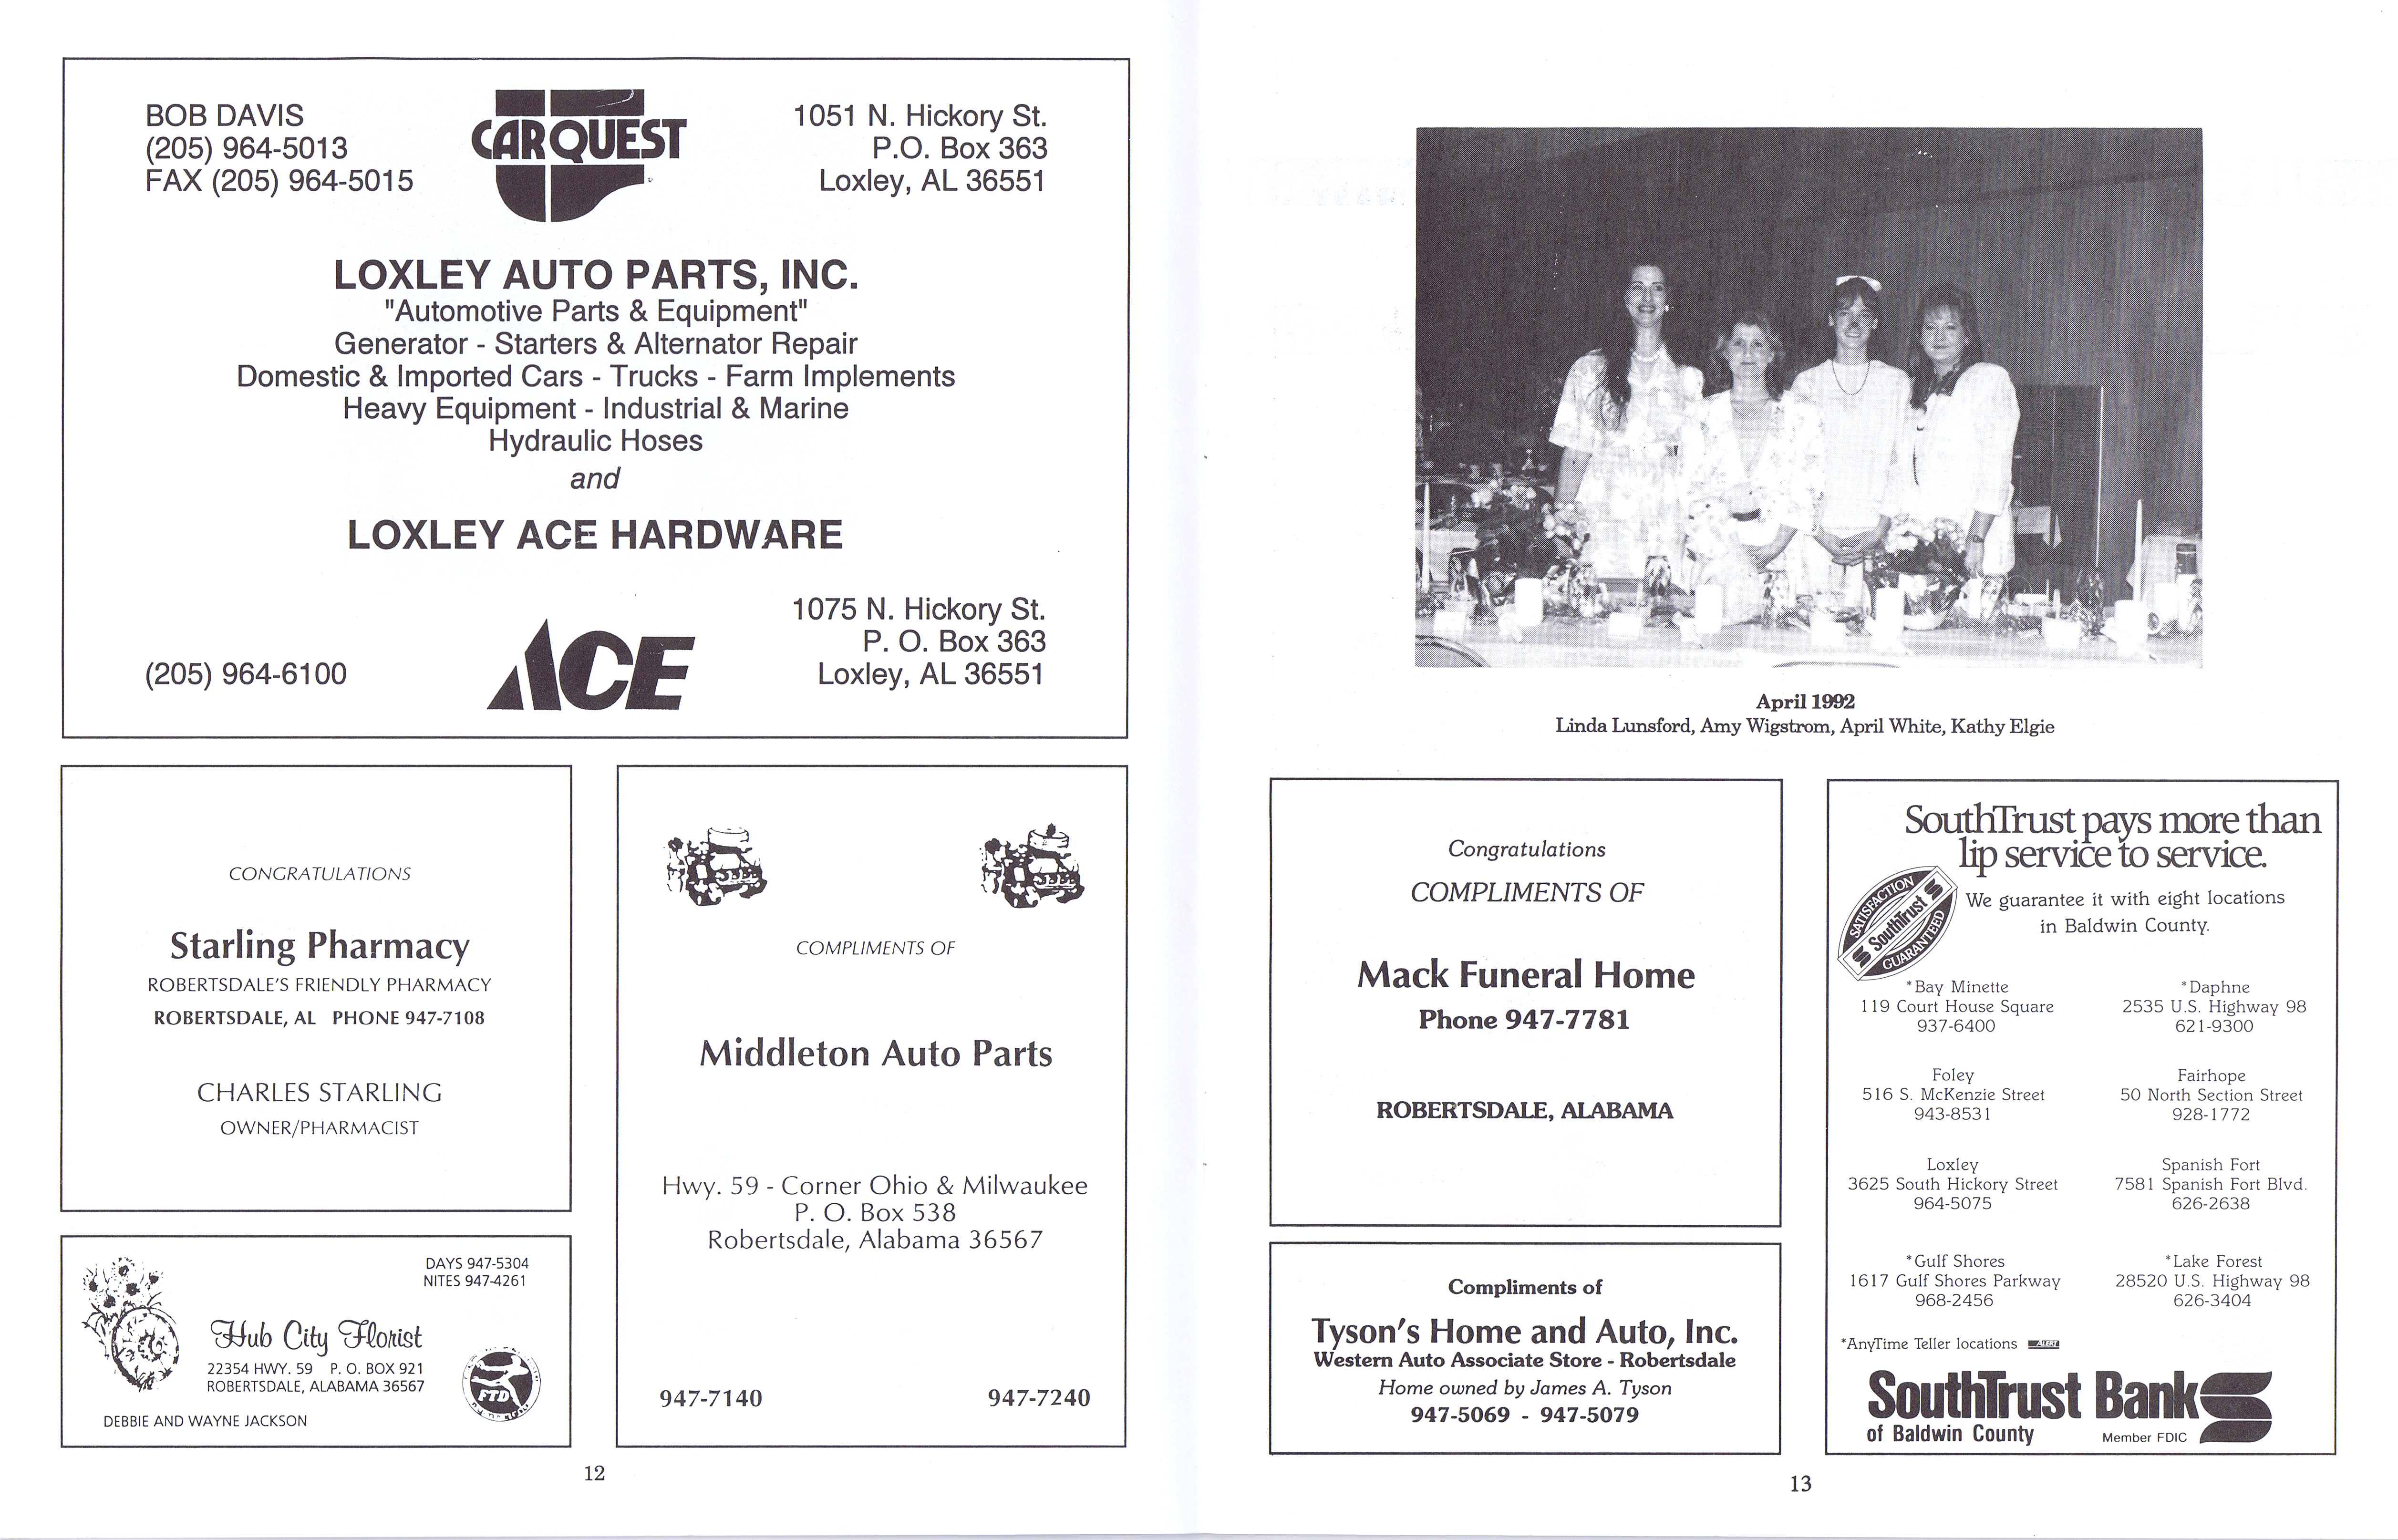 BOB DAVIS
(205) 964-5013
FAX (205) 964-5015
CARQUEST
1051 N. Hickory St.
P.O. Box 363
Loxley, AL 36551
LOXLEY AUTO PARTS, INC.
"Automotive Parts & Equipment"
Generator - Starters & Alternator Repair
Domestic & Imported Cars - Trucks - Farm Implements
Heavy Equipment - Industrial & Marine
Hydraulic Hoses
and
LOXLEY ACE HARDWARE
(205) 964-6100
ACE
1075 N. Hickory St.
P. O. Box 363
Loxley, AL 36551
CONGRATULATIONS
Starling Pharmacy
ROBERTSDALE'S FRIENDLY PHARMACY
ROBERTSDALE, AL PHONE 947-7108
CHARLES STARLING
OWNER/PHARMACIST
DAYS 947-5304
NITES 947-4261
Hub City Florist
22354 HWY. 59 P. O. BOX 921
ROBERTSDALE, ALABAMA 36567
FTD
DEBBIE AND WAYNE JACKSON
COMPLIMENTS OF
Middleton Auto Parts
Hwy. 59 - Corner Ohio & Milwaukee
P. O. Box 538
Robertsdale, Alabama 36567
947-7140 947-7240
12
April 1992
Linda Lunsford, Amy Wigstrom, April White, Kathy Elgie
Congratulations
COMPLIMENTS OF
Mack Funeral Home
Phone 947-7781
ROBERTSDALE, ALABAMA
Compliments of
Tyson's Home and Auto, Inc.
Western Auto Associate Store - Robertsdale
Home owned by James A. Tyson
947-5069 - 947-5079
SouthTrust pays more than
lip service to service.
SATISFACTION
SouthTrust
GUARANTEED
We guarantee it with eight locations
in Baldwin County.
*Bay Minette
119 Court House Square
937-6400
*Daphne
2535 U.S. Highway 98
621-9300
Foley
516 S. McKenzie Street
943-8531
Fairhope
50 North Section Street
928-1772
Loxley
3625 South Hickory Street
964-5075
Spanish Fort
7581 Spanish Fort Blvd.
626-2638
*Gulf Shores
1617 Gulf Shores Parkway
968-2456
*Lake Forest
28520 U.S. Highway 98
626-3404
*AnyTime Teller locations ALERT
SouthTrust Bank
of Baldwin County
Member FDIC
13